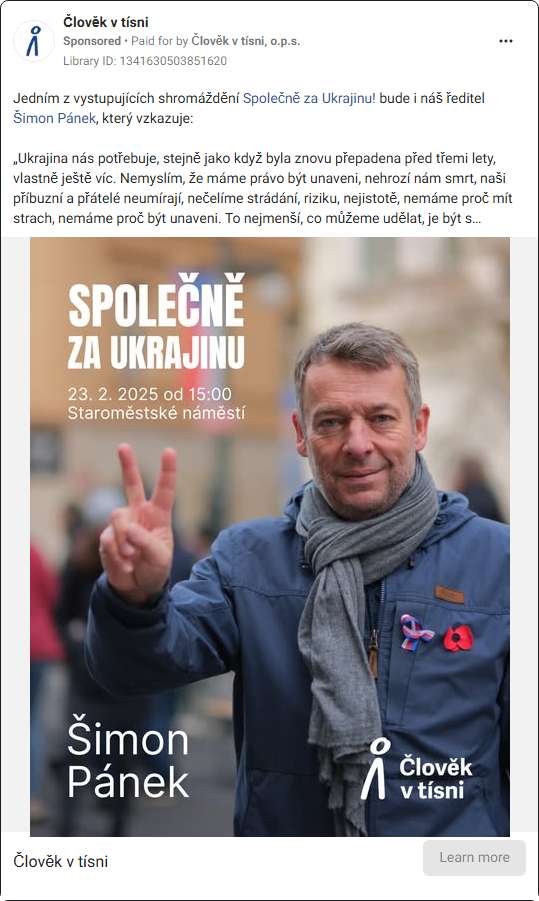 Člověk v tísni
Sponsored • Paid for by Člověk v tísni, o.p.s.
Library ID: 1341630503851620
Jedním z vystupujících shromáždění Společně za Ukrajinu! bude i náš ředitel
Šimon Pánek, který vzkazuje:
„Ukrajina nás potřebuje, stejně jako když byla znovu přepadena před třemi lety,
vlastně ještě víc. Nemyslím, že máme právo být unaveni, nehrozí nám smrt, naši
příbuzní a přátelé neumírají, nečelíme strádání, riziku, nejistotě, nemáme proč mít
strach, nemáme proč být unaveni. To nejmenší, co můžeme udělat, je být s...
SPOLEČNĚ
ZA UKRAJINU
23. 2. 2025 od 15:00
Staroměstské náměstí
Šimon
Pánek
Člověk
v tísni
Člověk v tísni
Learn more